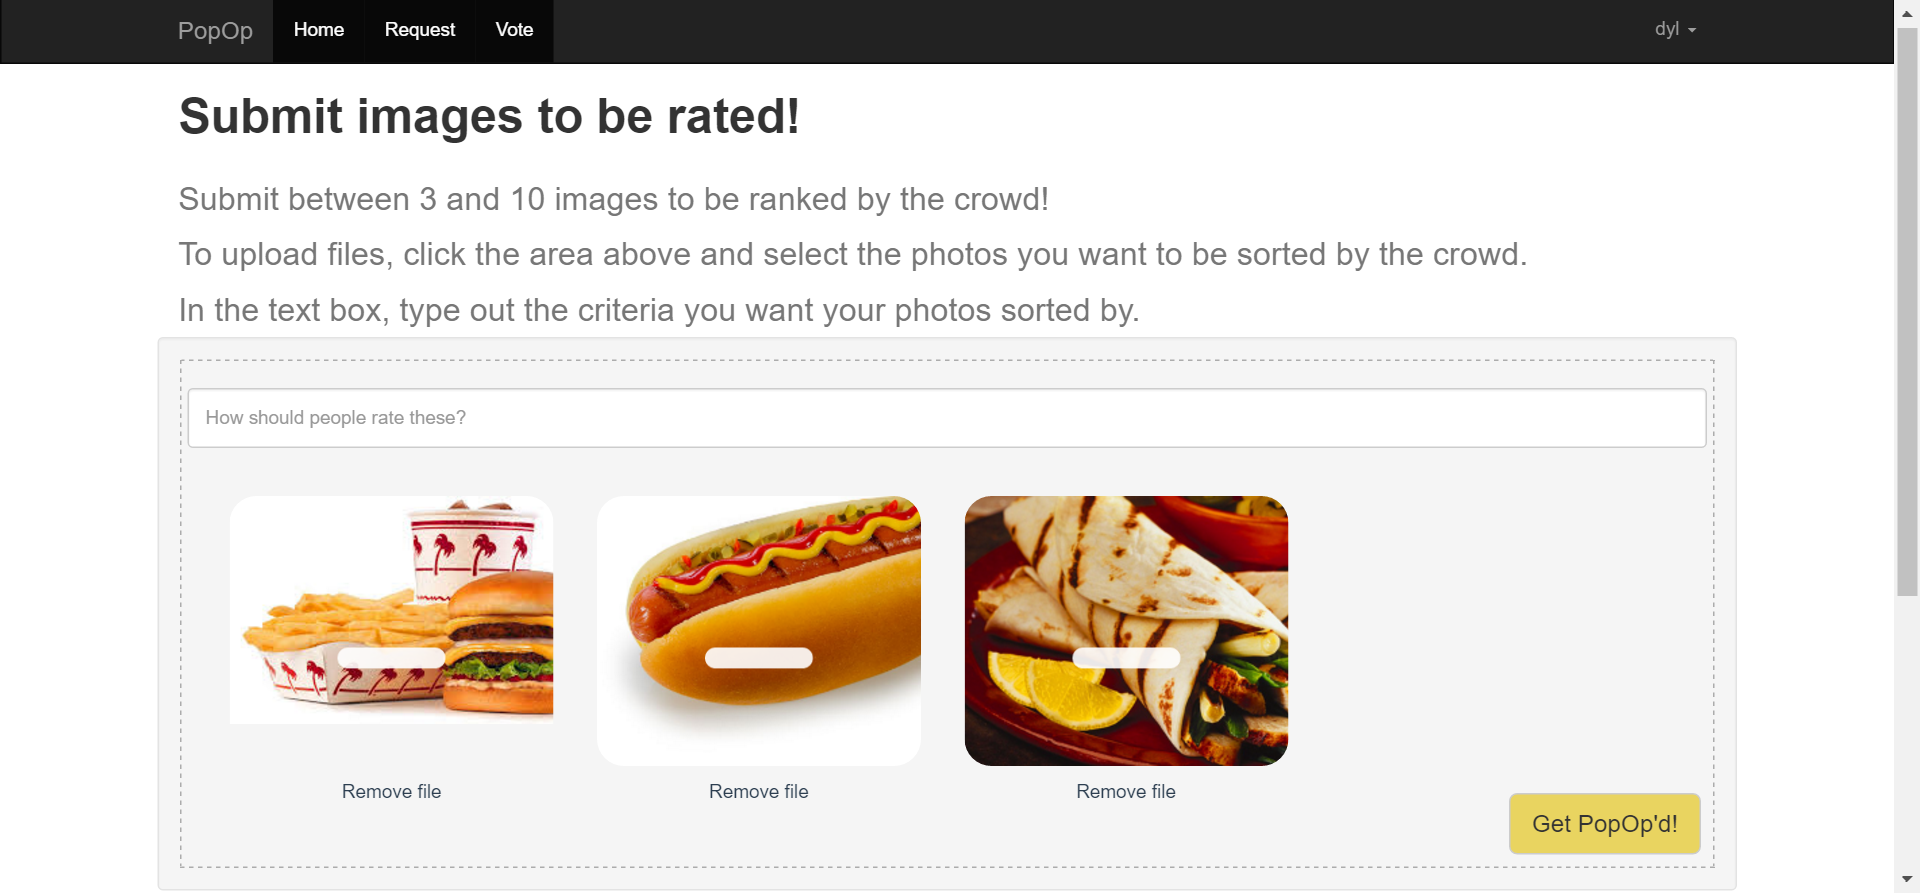 PopOp Home Request Vote dyl
Submit images to be rated!
Submit between 3 and 10 images to be ranked by the crowd!
To upload files, click the area above and select the photos you want to be sorted by the crowd.
In the text box, type out the criteria you want your photos sorted by.
How should people rate these?
Remove file Remove file Remove file
Get PopOp'd!